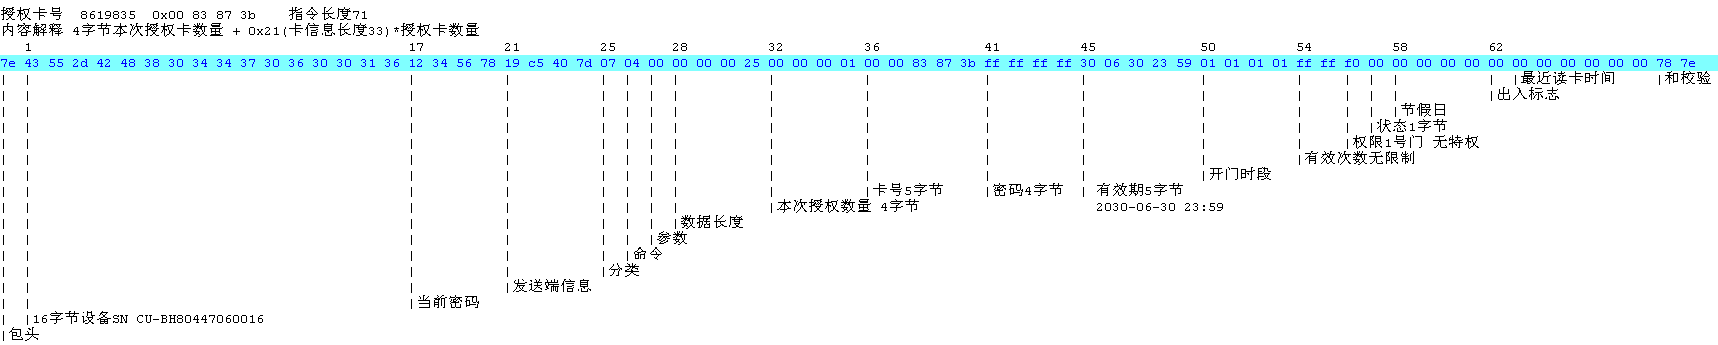 授权卡号  8619835  0x00 83 87 3b    指令长度71
内容解释 4字节本次授权卡数量 + 0x21(卡信息长度33)*授权卡数量
1 17 21 25 28 32 36 41 45 50 54 58 62
7e 43 55 2d 42 48 38 30 34 34 37 30 36 30 30 31 36 12 34 56 78 19 c5 40 7d 07 04 00 00 00 00 25 00 00 00 01 00 00 83 87 3b ff ff ff ff 30 06 30 23 59 01 01 01 01 ff ff f0 00 00 00 00 00 00 00 00 00 00 00 00 78 7e
最近读卡时间 和校验
出入标志
节假日
状态1字节
权限1号门 无特权
有效次数无限制
开门时段
卡号5字节 密码4字节 有效期5字节
本次授权数量 4字节 2030-06-30 23:59
数据长度
参数
命令
分类
发送端信息
当前密码
16字节设备SN CU-BH80447060016
包头